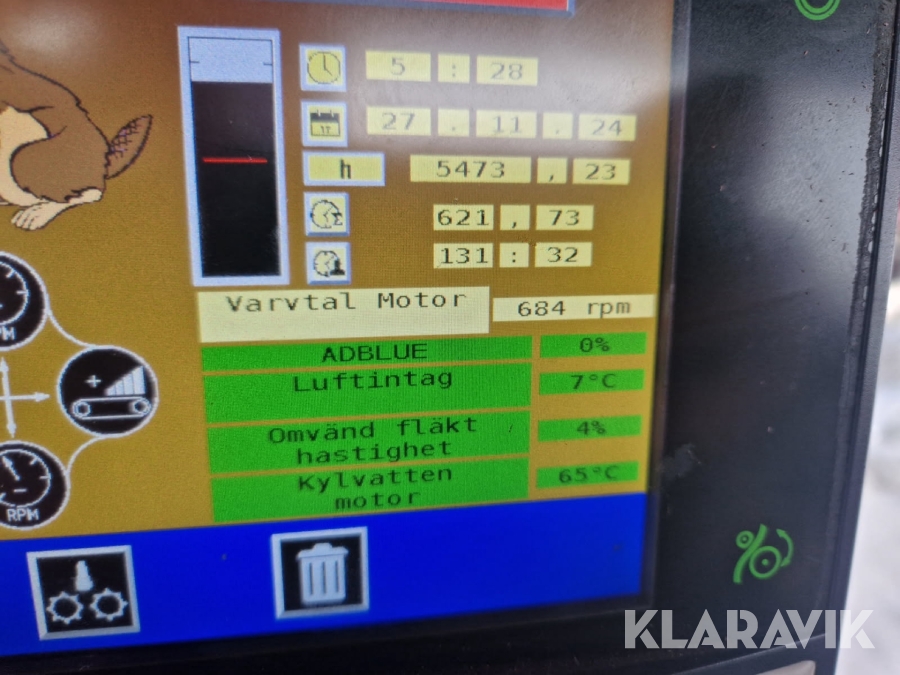 5 : 28
27 . 11 . 24
h 5473 , 23
621 , 73
131 : 32
Varvtal Motor 684 rpm
ADBLUE 0%
Luftintag 7°C
Omvänd fläkt
hastighet 4%
Kylvatten
motor 65°C
RPM
KLARAVIK